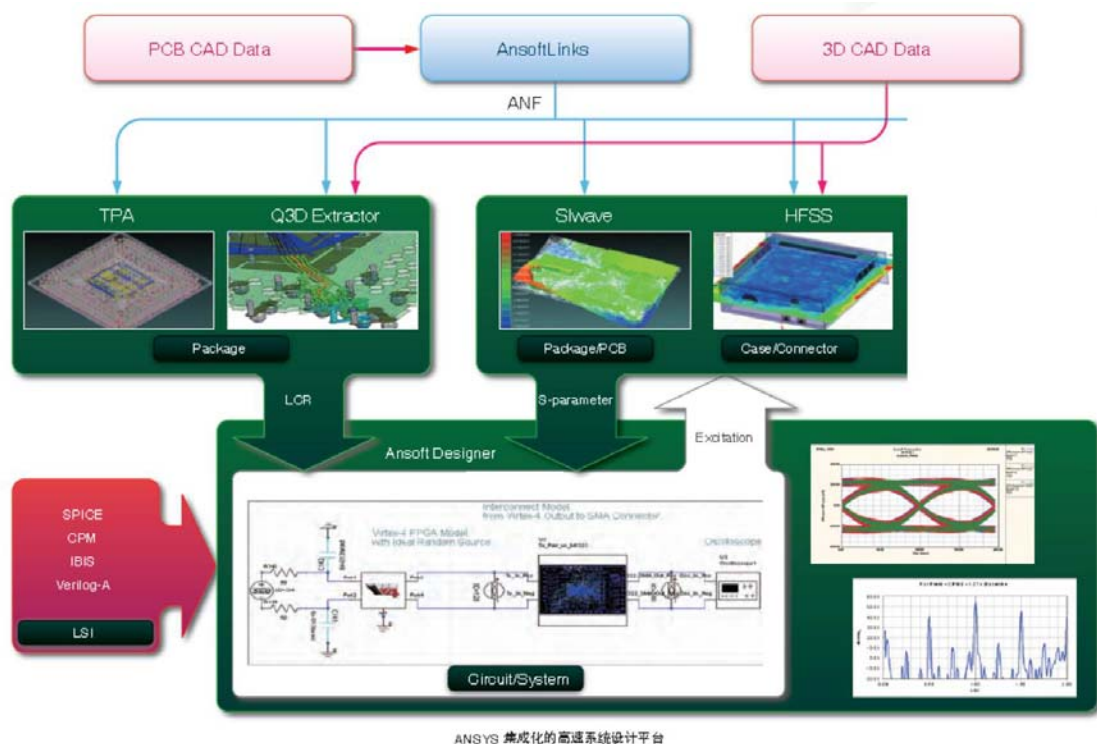 PCB CAD Data
AnsoftLinks
3D CAD Data
ANF
TPA
Q3D Extractor
SIwave
HFSS
Package
Package/PCB
Case/Connector
LCR
S-parameter
Excitation
Ansoft Designer
SPICE
CPM
IBIS
Verilog-A
LSI
Interconnect Model
from Virtex-4 Output to SMA Connector
Virtex-4 FPGA Model
with Ideal Random Source
Oscilloscope
Circuit/System
ANSYS 集成化的高速系统设计平台